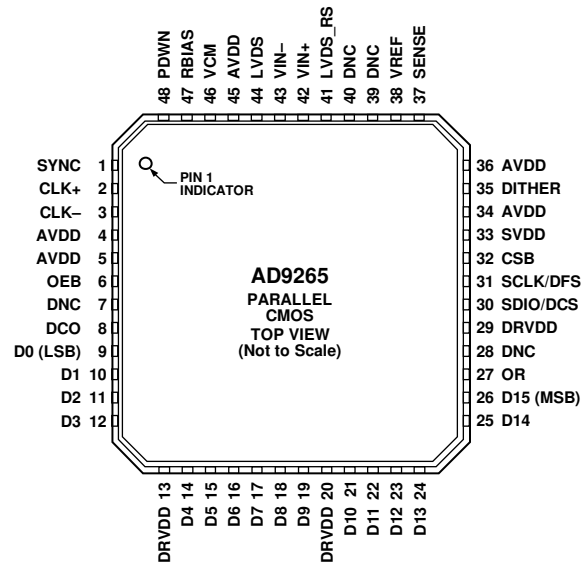 48 PDWN
47 RBIAS
46 VCM
45 AVDD
44 LVDS
43 VIN–
42 VIN+
41 LVDS_RS
40 DNC
39 DNC
38 VREF
37 SENSE
SYNC 1
CLK+ 2
CLK– 3
AVDD 4
AVDD 5
OEB 6
DNC 7
DCO 8
D0 (LSB) 9
D1 10
D2 11
D3 12
PIN 1
INDICATOR
AD9265
PARALLEL
CMOS
TOP VIEW
(Not to Scale)
36 AVDD
35 DITHER
34 AVDD
33 SVDD
32 CSB
31 SCLK/DFS
30 SDIO/DCS
29 DRVDD
28 DNC
27 OR
26 D15 (MSB)
25 D14
DRVDD 13
D4 14
D5 15
D6 16
D7 17
D8 18
D9 19
DRVDD 20
D10 21
D11 22
D12 23
D13 24